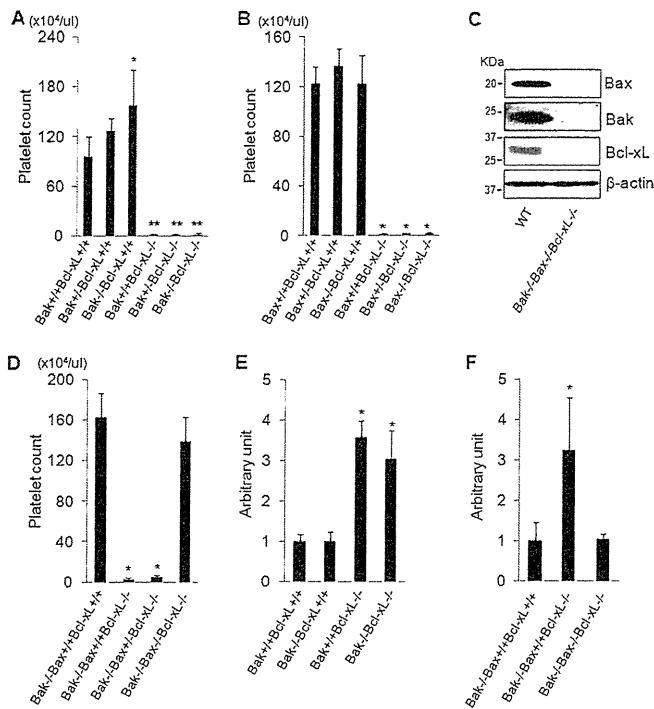 A
(x10⁴/ul)
Platelet count
240
180
120
60
0
*
** ** **
Bak+/+Bcl-xL+/+
Bak+/-Bcl-xL+/+
Bak-/-Bcl-xL+/+
Bak+/+Bcl-xL-/-
Bak+/-Bcl-xL-/-
Bak-/-Bcl-xL-/-
B
(x10⁴/ul)
Platelet count
160
120
80
40
0
* * *
Bax+/+Bcl-xL+/+
Bax+/-Bcl-xL+/+
Bax-/-Bcl-xL+/+
Bax+/+Bcl-xL-/-
Bax+/-Bcl-xL-/-
Bax-/-Bcl-xL-/-
C
KDa
20-
Bax
25-
Bak
37-
25-
Bcl-xL
37-
β-actin
WT
Bak-/-Bax-/-Bcl-xL-/-
D
(x10⁴/ul)
Platelet count
200
160
120
80
40
0
* *
Bak-/-Bax+/+Bcl-xL+/+
Bak-/-Bax+/+Bcl-xL-/-
Bak-/-Bax+/-Bcl-xL-/-
Bak-/-Bax-/-Bcl-xL-/-
E
Arbitrary unit
5
4
3
2
1
0
* *
Bak+/+Bcl-xL+/+
Bak-/-Bcl-xL+/+
Bak+/+Bcl-xL-/-
Bak-/-Bcl-xL-/-
F
Arbitrary unit
5
4
3
2
1
0
*
Bak-/-Bax+/+Bcl-xL+/+
Bak-/-Bax+/+Bcl-xL-/-
Bak-/-Bax-/-Bcl-xL-/-